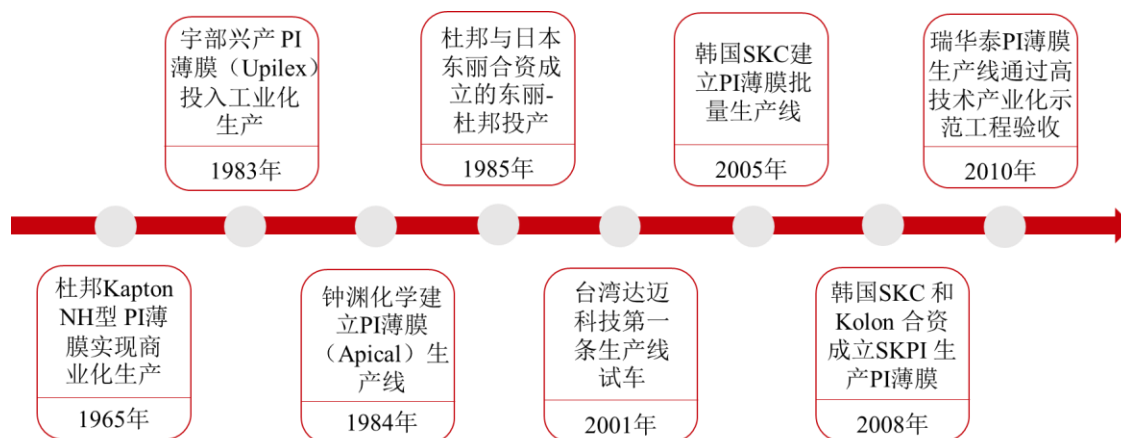 宇部兴产 PI
薄膜（Upilex）
投入工业化
生产
1983年
杜邦与日本
东丽合资成
立的东丽-
杜邦投产
1985年
韩国SKC建
立PI薄膜批
量生产线
2005年
瑞华泰PI薄膜
生产线通过高
技术产业化示
范工程验收
2010年
杜邦Kapton
NH型 PI薄
膜实现商
业化生产
1965年
钟渊化学建
立PI薄膜
（Apical）生
产线
1984年
台湾达迈
科技第一
条生产线
试车
2001年
韩国SKC 和
Kolon 合资
成立SKPI 生
产PI薄膜
2008年